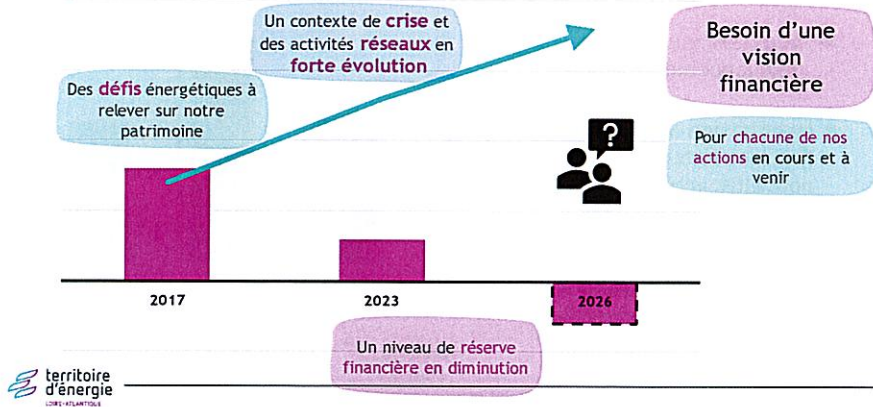 Un contexte de crise et
des activités réseaux en
forte évolution
Besoin d’une
vision
financière
Des défis énergétiques à
relever sur notre
patrimoine
?
Pour chacune de nos
actions en cours et à
venir
2017
2023
2026
Un niveau de réserve
financière en diminution
territoire
d'énergie
LOIRE-ATLANTIQUE